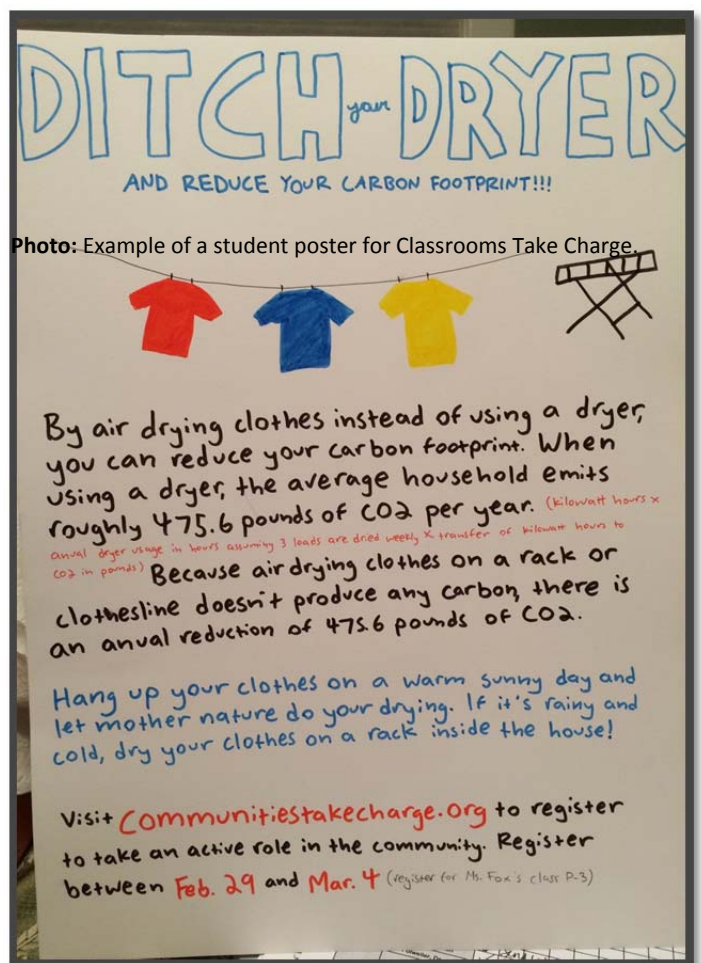 DITCH your DRYER
AND REDUCE YOUR CARBON FOOTPRINT!!!
Photo: Example of a student poster for Classrooms Take Charge.
By air drying clothes instead of using a dryer,
you can reduce your carbon footprint. When
using a dryer, the average household emits
roughly 475.6 pounds of CO2 per year. (kilowatt hours x
anual dryer usage in hours assuming 3 loads are dried weekly x transfer of kilowatt hours to
CO2 in pounds) Because air drying clothes on a rack or
clothesline doesn't produce any carbon, there is
an anual reduction of 475.6 pounds of CO2.
Hang up your clothes on a warm sunny day and
let mother nature do your drying. If it's rainy and
cold, dry your clothes on a rack inside the house!
Visit Communitiestakecharge.org to register
to take an active role in the community. Register
between Feb. 29 and Mar. 4 (register for Ms. Fox's class P-3)